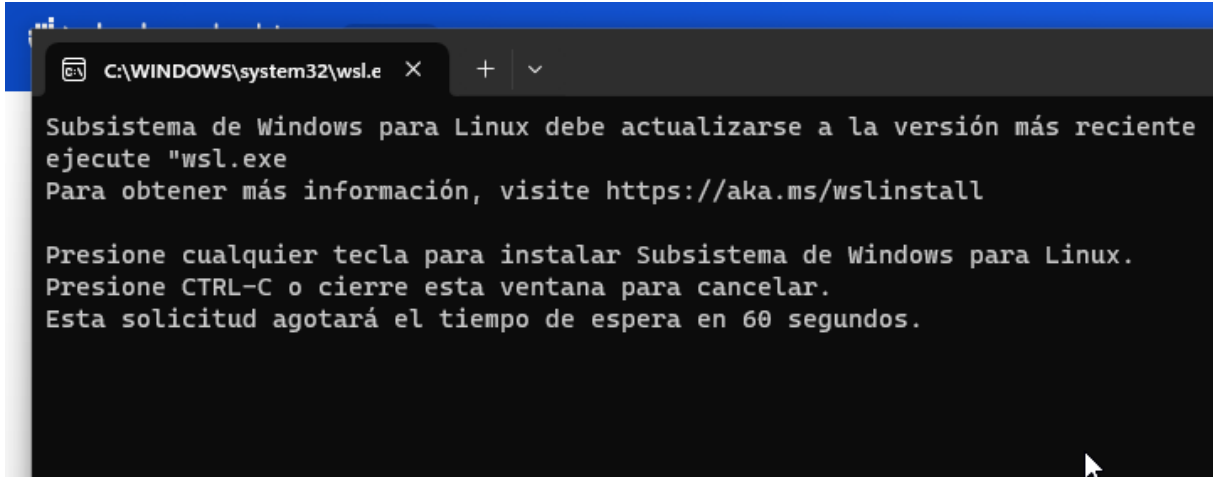 C:\WINDOWS\system32\wsl.e
Subsistema de Windows para Linux debe actualizarse a la versión más reciente
ejecute "wsl.exe
Para obtener más información, visite https://aka.ms/wslinstall
Presione cualquier tecla para instalar Subsistema de Windows para Linux.
Presione CTRL-C o cierre esta ventana para cancelar.
Esta solicitud agotará el tiempo de espera en 60 segundos.